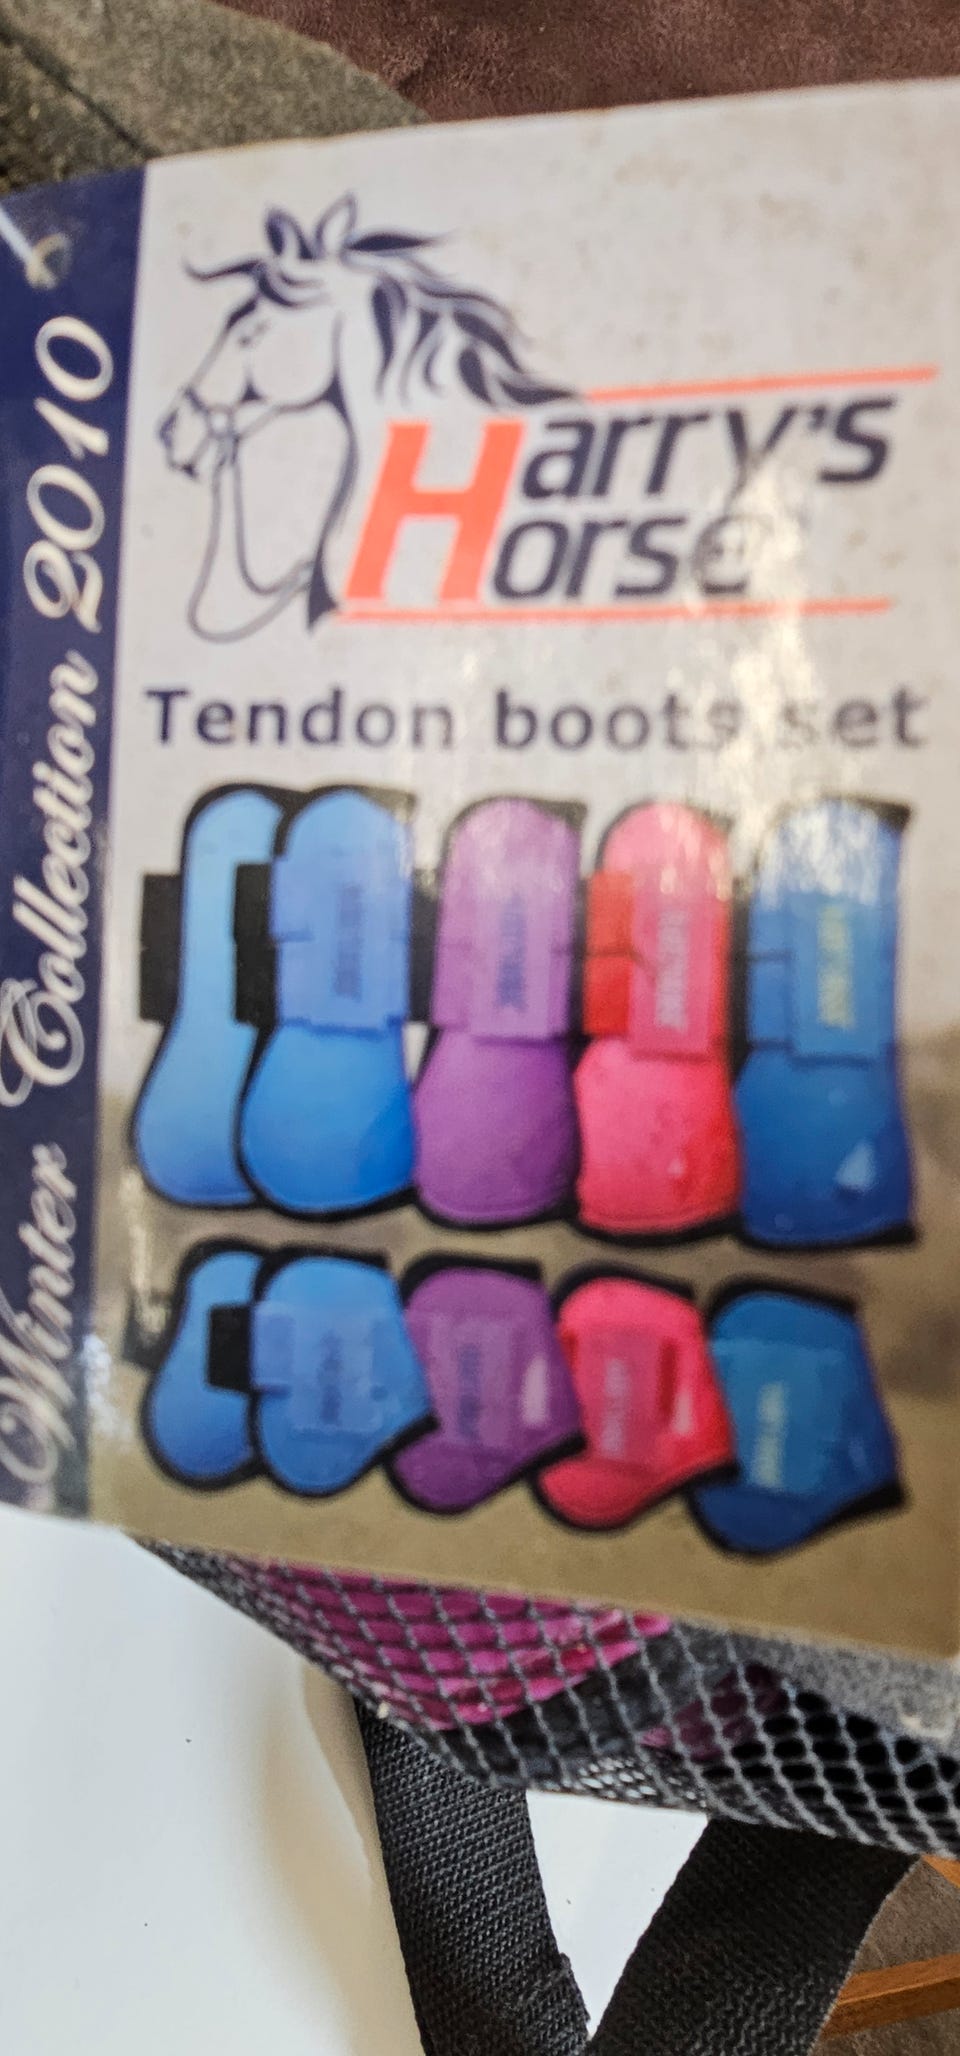 Winter Collection 2010
Harry's
Horse
Tendon boots set